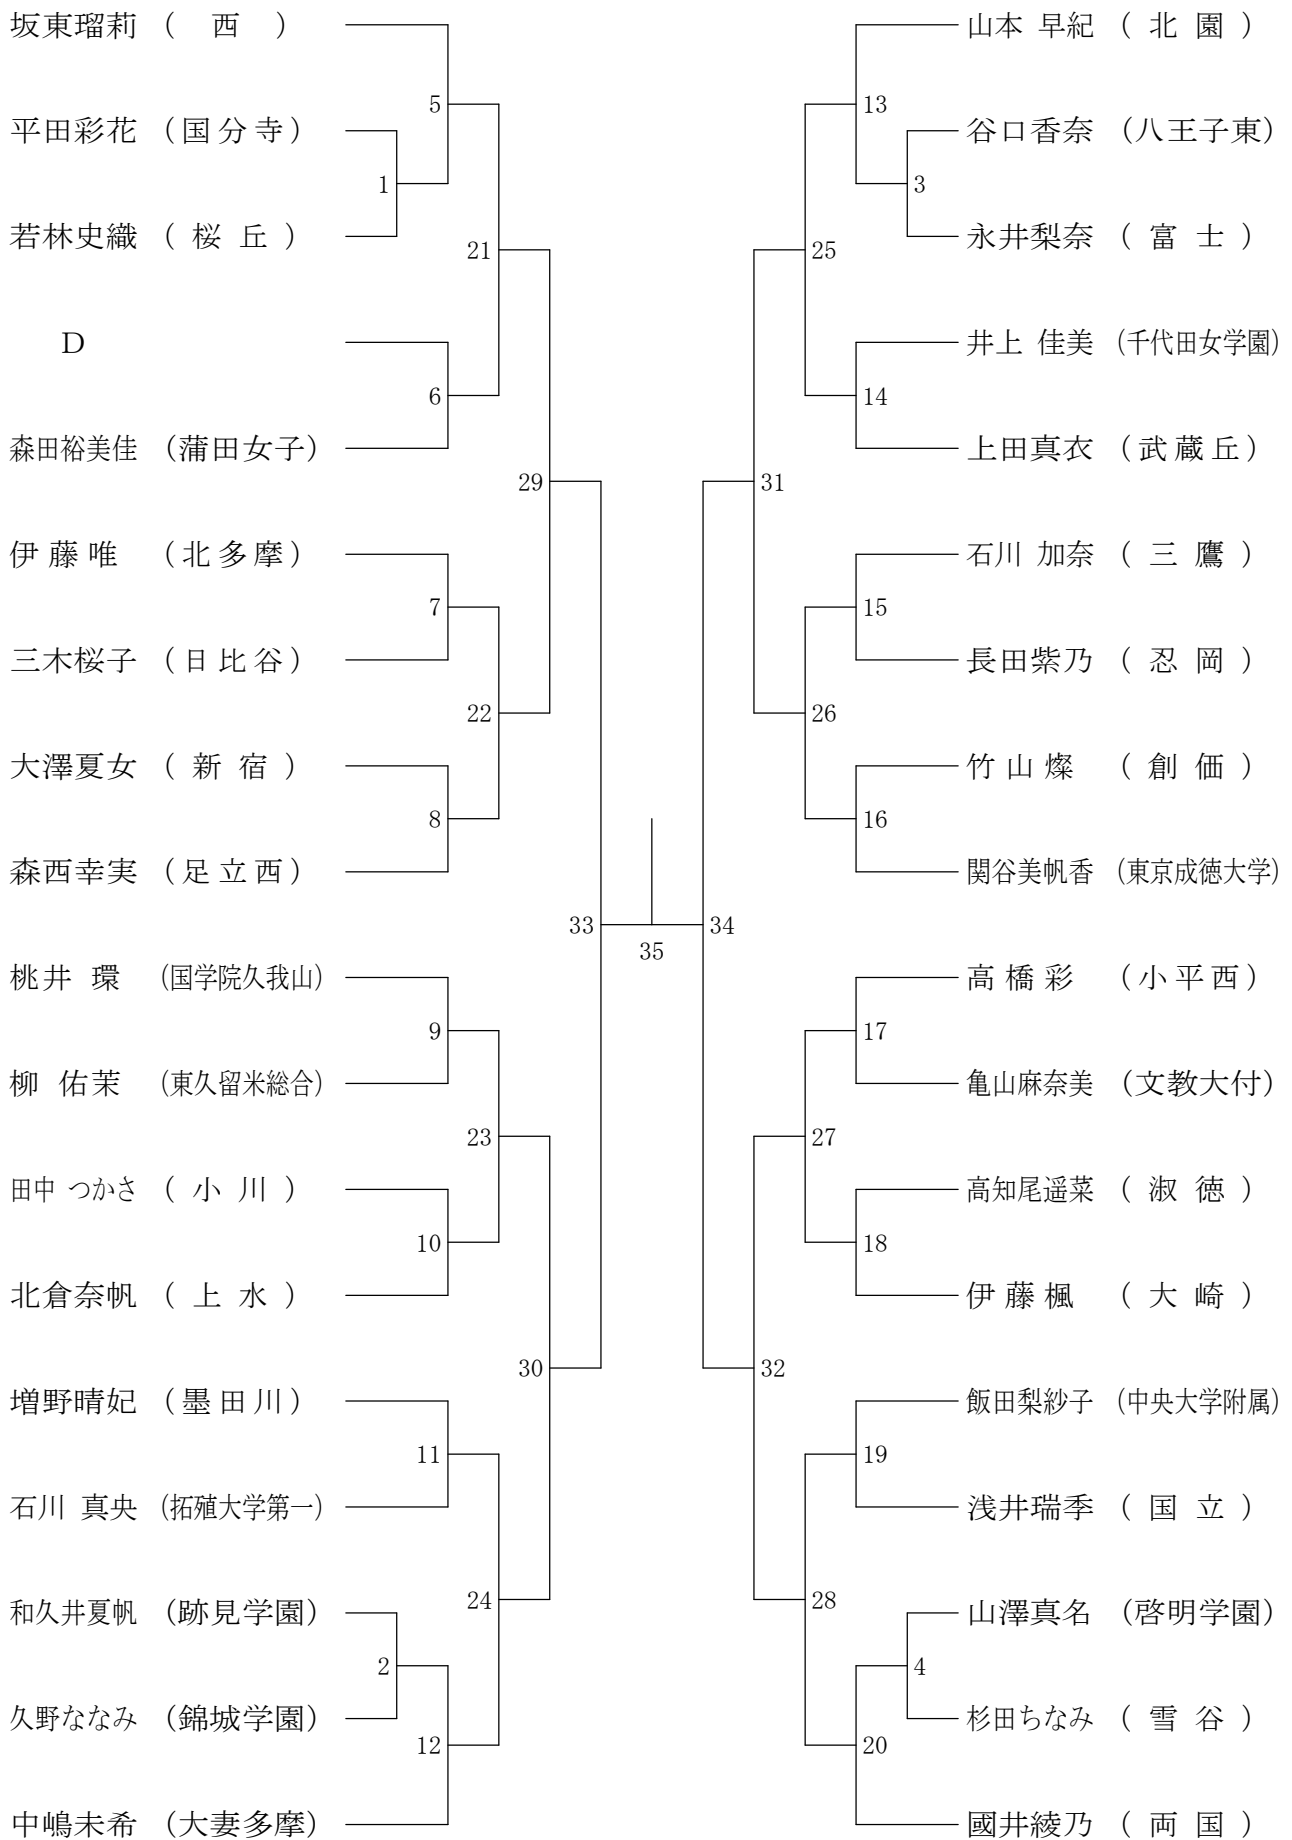 坂東瑠莉 ( 西 )
5
平田彩花 (国分寺)
1
若林史織 ( 桜 丘 )
21
D
6
森田裕美佳 (蒲田女子)
29
伊 藤 唯 (北多摩)
7
三木桜子 (日比谷)
22
大澤夏女 ( 新 宿 )
8
森西幸実 (足立西)
33
桃井 環 (国学院久我山)
9
柳 佑茉 (東久留米総合)
23
田中 つかさ ( 小 川 )
10
北倉奈帆 ( 上 水 )
30
増野晴妃 (墨田川)
11
石川 真央 (拓殖大学第一)
24
和久井夏帆 (跡見学園)
2
久野ななみ (錦城学園)
12
中嶋未希 (大妻多摩)
35
山本 早紀 ( 北 園 )
13
谷口香奈 (八王子東)
3
永井梨奈 ( 富 士 )
25
井上 佳美 (千代田女学園)
14
上田真衣 (武蔵丘)
31
石川 加奈 ( 三 鷹 )
15
長田紫乃 ( 忍 岡 )
26
竹 山 燦 ( 創 価 )
16
関谷美帆香 (東京成徳大学)
34
高 橋 彩 (小平西)
17
亀山麻奈美 (文教大付)
27
高知尾遥菜 ( 淑 徳 )
18
伊 藤 楓 ( 大 崎 )
32
飯田梨紗子 (中央大学附属)
19
浅井瑞季 ( 国 立 )
28
山澤真名 (啓明学園)
4
杉田ちなみ ( 雪 谷 )
20
國井綾乃 ( 両 国 )